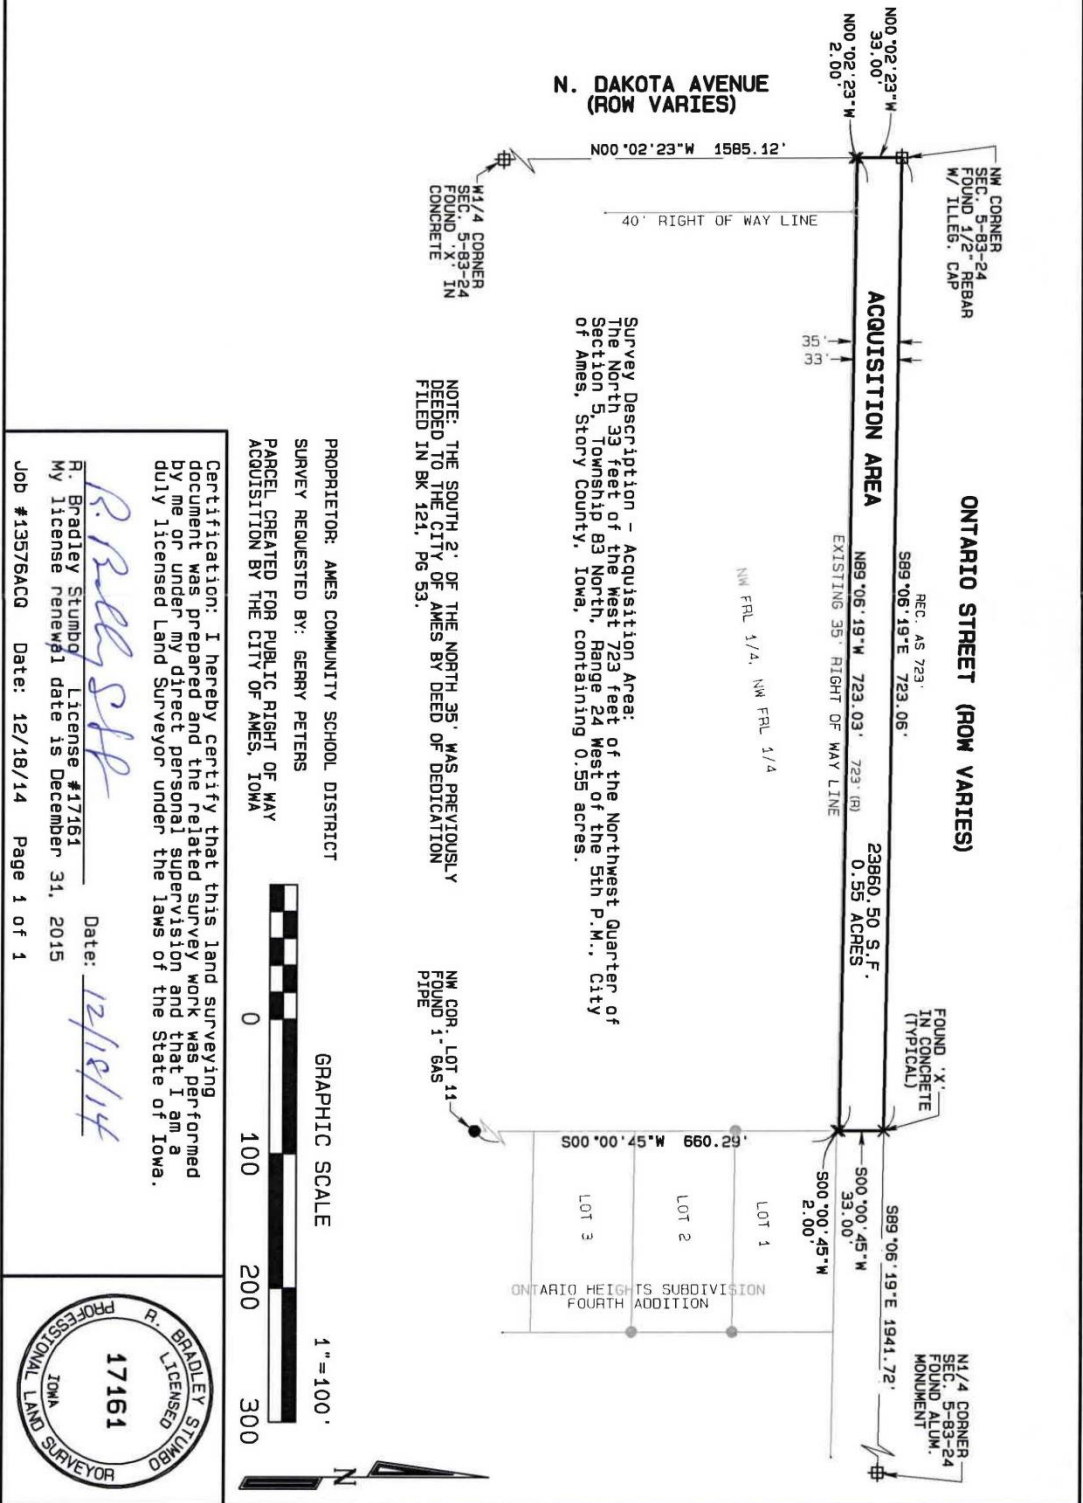 ONTARIO STREET (ROW VARIES)
N00°02'23"W
33.00'
N00°02'23"W
2.00'
NW CORNER
SEC. 5-83-24
FOUND 1/2" REBAR
W/ ILLEG. CAP
REC. AS 723'
S89°06'19"E 723.06'
ACQUISITION AREA
35'
33'
N89°06'19"W 723.03' 723'(R)
EXISTING 35' RIGHT OF WAY LINE
23860.50 S.F.
0.55 ACRES
FOUND 'X'
IN CONCRETE
(TYPICAL)
S89°06'19"E 1941.72'
S00°00'45"W
33.00'
S00°00'45"W
2.00'
N1/4 CORNER
SEC. 5-83-24
FOUND ALUM.
MONUMENT
N. DAKOTA AVENUE
(ROW VARIES)
N00°02'23"W 1585.12'
40' RIGHT OF WAY LINE
W1/4 CORNER
SEC. 5-83-24
FOUND 'X' IN
CONCRETE
NW FRL 1/4, NW FRL 1/4
S00°00'45"W 660.29'
LOT 1
LOT 2
LOT 3
ONTARIO HEIGHTS SUBDIVISION
FOURTH ADDITION
NW COR. LOT 11
FOUND 1" GAS
PIPE
Survey Description - Acquisition Area:
The North 33 feet of the West 723 feet of the Northwest Quarter of
Section 5, Township 83 North, Range 24 West of the 5th P.M., City
of Ames, Story County, Iowa, containing 0.55 acres.
NOTE: THE SOUTH 2' OF THE NORTH 35' WAS PREVIOUSLY
DEEDED TO THE CITY OF AMES BY DEED OF DEDICATION
FILED IN BK 121, PG 53.
PROPRIETOR: AMES COMMUNITY SCHOOL DISTRICT
SURVEY REQUESTED BY: GERRY PETERS
PARCEL CREATED FOR PUBLIC RIGHT OF WAY
ACQUISITION BY THE CITY OF AMES, IOWA
GRAPHIC SCALE 1"=100'
0 100 200 300
N
Certification: I hereby certify that this land surveying
document was prepared and the related survey work was performed
by me or under my direct personal supervision and that I am a
duly licensed Land Surveyor under the laws of the State of Iowa.
Date: 12/18/14
R. Bradley Stumbo License #17161
My license renewal date is December 31, 2015
Job #13576ACQ Date: 12/18/14 Page 1 of 1
R. BRADLEY STUMBO
LICENSED
17161
IOWA
PROFESSIONAL LAND SURVEYOR